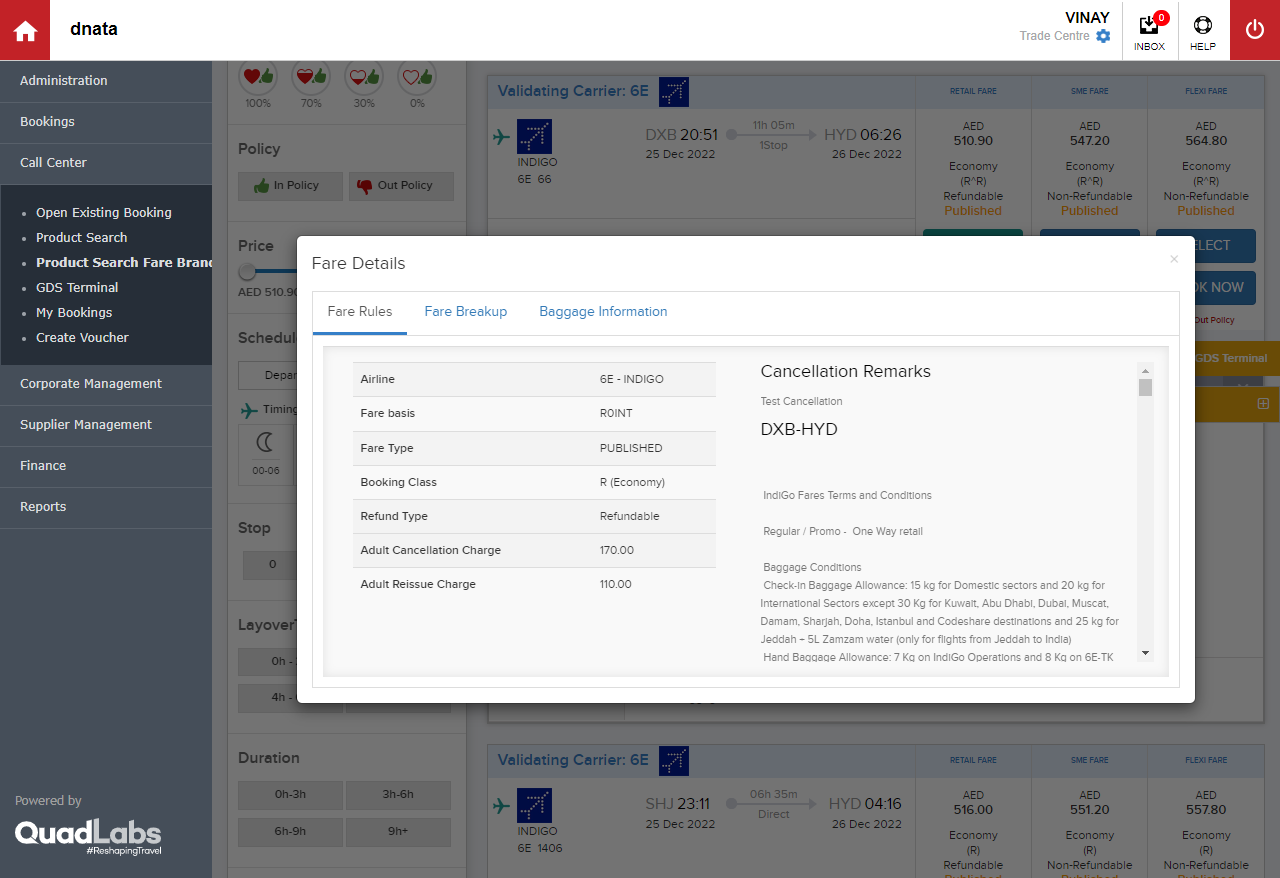 dnata
VINAY
Trade Centre
0
INBOX
HELP
Administration
Bookings
Call Center
Open Existing Booking
Product Search
Product Search Fare Brand
GDS Terminal
My Bookings
Create Voucher
Corporate Management
Supplier Management
Finance
Reports
Powered by
QuadLabs
#ReshapingTravel
100% 70% 30% 0%
Policy
In Policy Out Policy
Price
AED 510.90
Schedul
Depar
Timing
00-06
Stop
0
Layover
0h -
4h -
Duration
0h-3h 3h-6h
6h-9h 9h+
Validating Carrier: 6E
RETAIL FARE SME FARE FLEXI FARE
INDIGO
6E 66
DXB 20:51
25 Dec 2022
11h 05m
1Stop
HYD 06:26
26 Dec 2022
AED
510.90
Economy
(R^R)
Refundable
Published
AED
547.20
Economy
(R^R)
Non-Refundable
Published
AED
564.80
Economy
(R^R)
Non-Refundable
Published
LECT
OK NOW
Out Policy
GDS Terminal
Fare Details
×
Fare Rules Fare Breakup Baggage Information
Airline 6E - INDIGO
Fare basis R0INT
Fare Type PUBLISHED
Booking Class R (Economy)
Refund Type Refundable
Adult Cancellation Charge 170.00
Adult Reissue Charge 110.00
Cancellation Remarks
Test Cancellation
DXB-HYD
IndiGo Fares Terms and Conditions
Regular / Promo - One Way retail
Baggage Conditions
Check-in Baggage Allowance: 15 kg for Domestic sectors and 20 kg for
International Sectors except 30 Kg for Kuwait, Abu Dhabi, Dubai, Muscat,
Damam, Sharjah, Doha, Istanbul and Codeshare destinations and 25 kg for
Jeddah + 5L Zamzam water (only for flights from Jeddah to India)
Hand Baggage Allowance: 7 Kg on IndiGo Operations and 8 Kg on 6E-TK
Validating Carrier: 6E
RETAIL FARE SME FARE FLEXI FARE
INDIGO
6E 1406
SHJ 23:11
25 Dec 2022
06h 35m
Direct
HYD 04:16
26 Dec 2022
AED
516.00
Economy
(R)
Refundable
Published
AED
551.20
Economy
(R)
Non-Refundable
Published
AED
557.80
Economy
(R)
Non-Refundable
Published